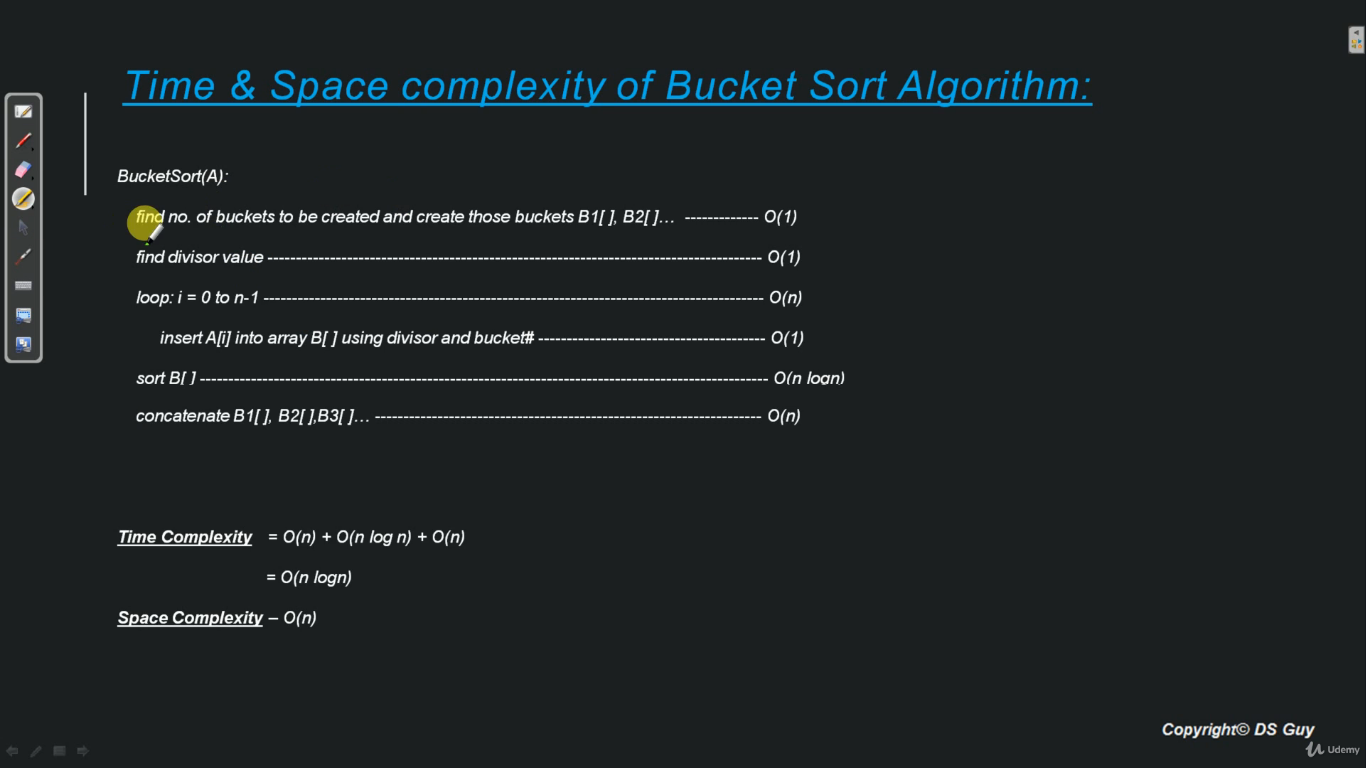 Time & Space complexity of Bucket Sort Algorithm:
BucketSort(A):
find no. of buckets to be created and create those buckets B1[ ], B2[ ]… ------------- O(1)
find divisor value --------------------------------------------------------------------------------------- O(1)
loop: i = 0 to n-1 ---------------------------------------------------------------------------------------- O(n)
insert A[i] into array B[ ] using divisor and bucket# ---------------------------------------- O(1)
sort B[ ] ---------------------------------------------------------------------------------------------------- O(n logn)
concatenate B1[ ], B2[ ],B3[ ]… -------------------------------------------------------------------- O(n)
Time Complexity = O(n) + O(n log n) + O(n)
= O(n logn)
Space Complexity – O(n)
Copyright© DS Guy
Udemy